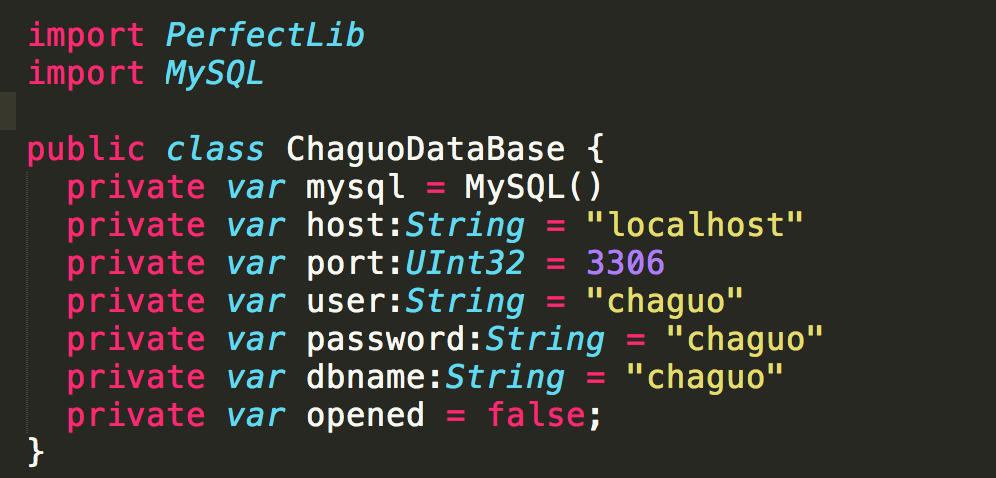 import PerfectLib
import MySQL
public class ChaguoDataBase {
private var mysql = MySQL()
private var host:String = "localhost"
private var port:UInt32 = 3306
private var user:String = "chaguo"
private var password:String = "chaguo"
private var dbname:String = "chaguo"
private var opened = false;
}